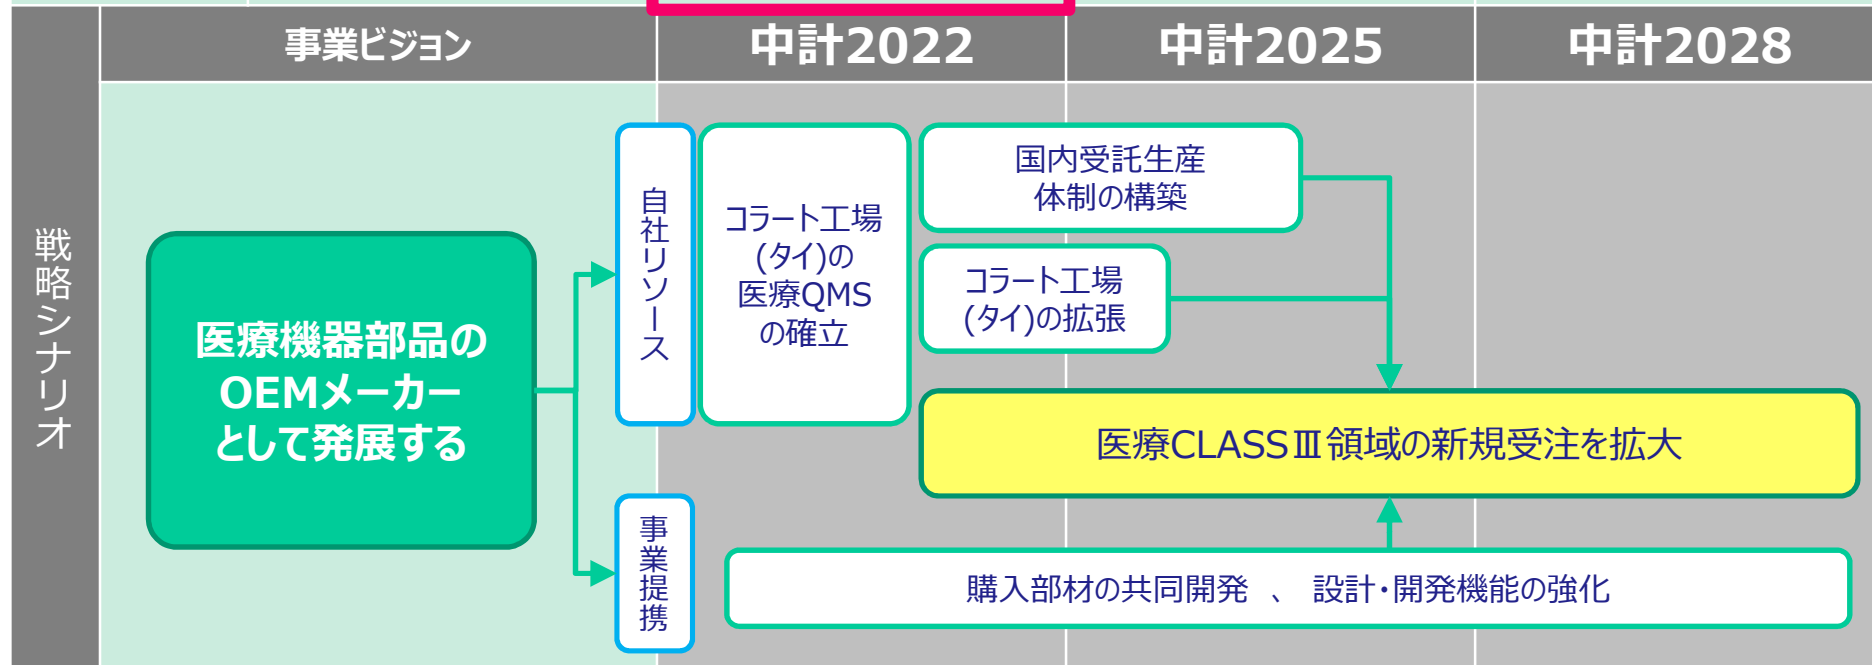 事業ビジョン
中計2022
中計2025
中計2028
戦略シナリオ
医療機器部品の
OEMメーカー
として発展する
自社リソース
コラート工場
(タイ)の
医療QMS
の確立
国内受託生産
体制の構築
コラート工場
(タイ)の拡張
医療CLASSⅢ領域の新規受注を拡大
事業提携
購入部材の共同開発 、 設計・開発機能の強化